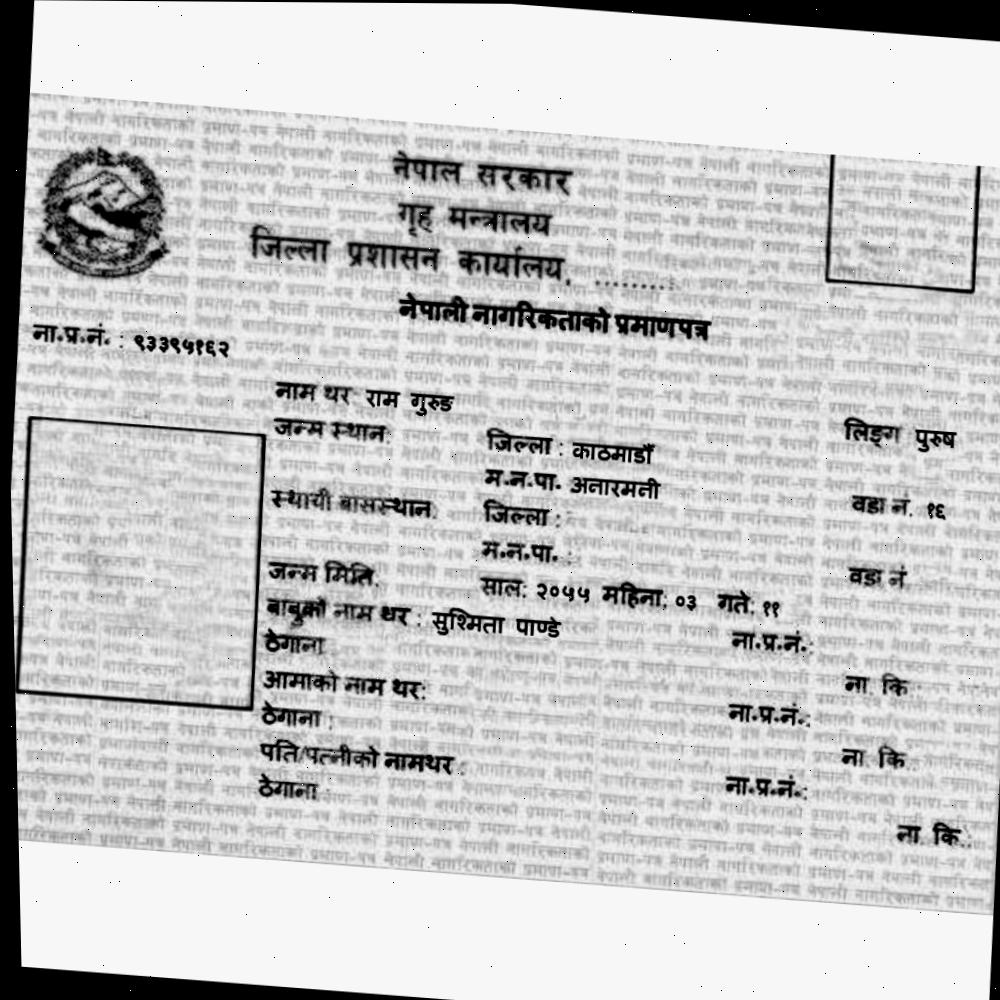 नेपाल सरकार
गृह मन्त्रालय
जिल्ला प्रशासन कार्यालय, .........
नेपाली नागरिकताको प्रमाणपत्र
ना.प्र.नं. : ९३३९५१६२
नाम थर: राम गुरुङ
लिङ्ग पुरुष
जन्म स्थान:
जिल्ला : काठमाडौँ
म.न.पा. अनारमनी
वडा नं. १६
स्थायी बासस्थान:
जिल्ला :
म.न.पा. :
वडा नं
जन्म मिति:
साल: २०५५ महिना: ०३ गते: ११
बाबुको नाम थर : सुश्मिता पाण्डे
ना.प्र.नं.:
ठेगाना :
ना. कि.:
आमाको नाम थर:
ना.प्र.नं.:
ठेगाना :
ना. कि.:
पति/पत्नीको नामथर :
ना.प्र.नं.:
ठेगाना :
ना. कि.: